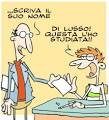 ...SCRIVA IL
SUO NOME
DI LUSSO!
QUESTA L'HO
STUDIATA!!